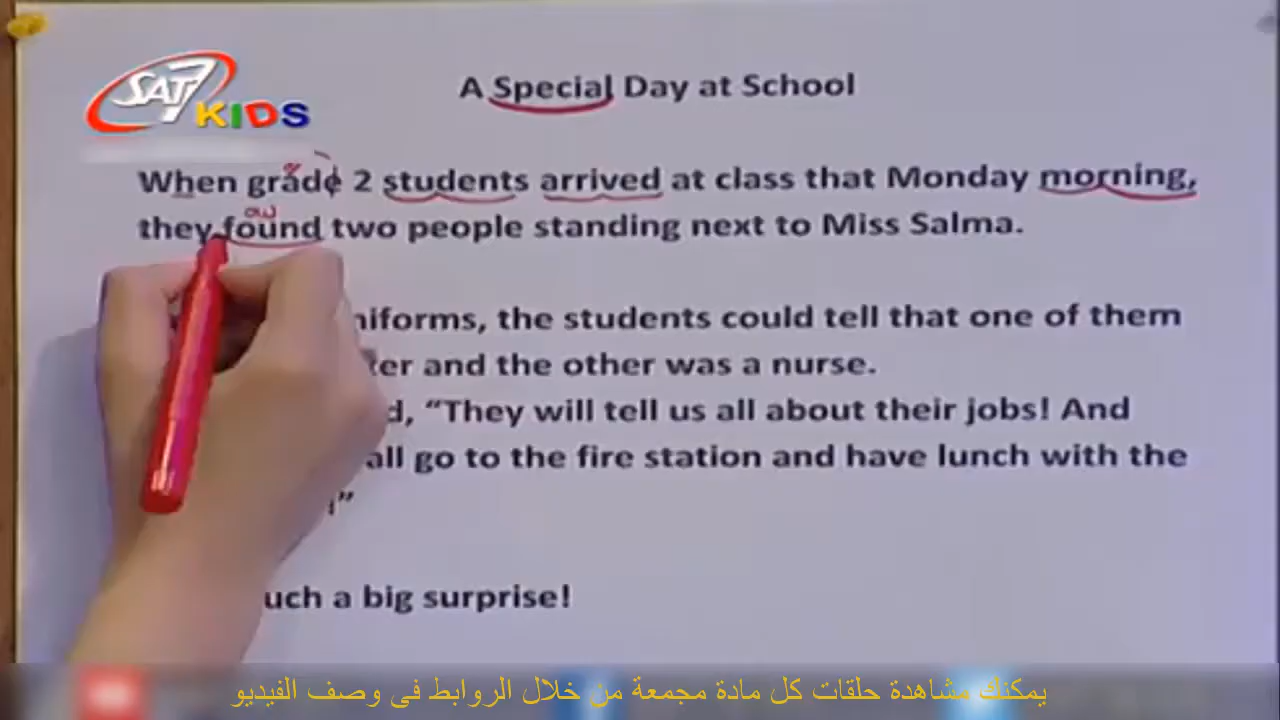 SAT7 KIDS
A Special Day at School
When grade 2 students arrived at class that Monday morning,
ow
they found two people standing next to Miss Salma.
the students could tell that one of them
and the other was a nurse.
“They will tell us all about their jobs! And
all go to the fire station and have lunch with the
a big surprise!
يمكنك مشاهدة حلقات كل مادة مجمعة من خلال الروابط فى وصف الفيديو